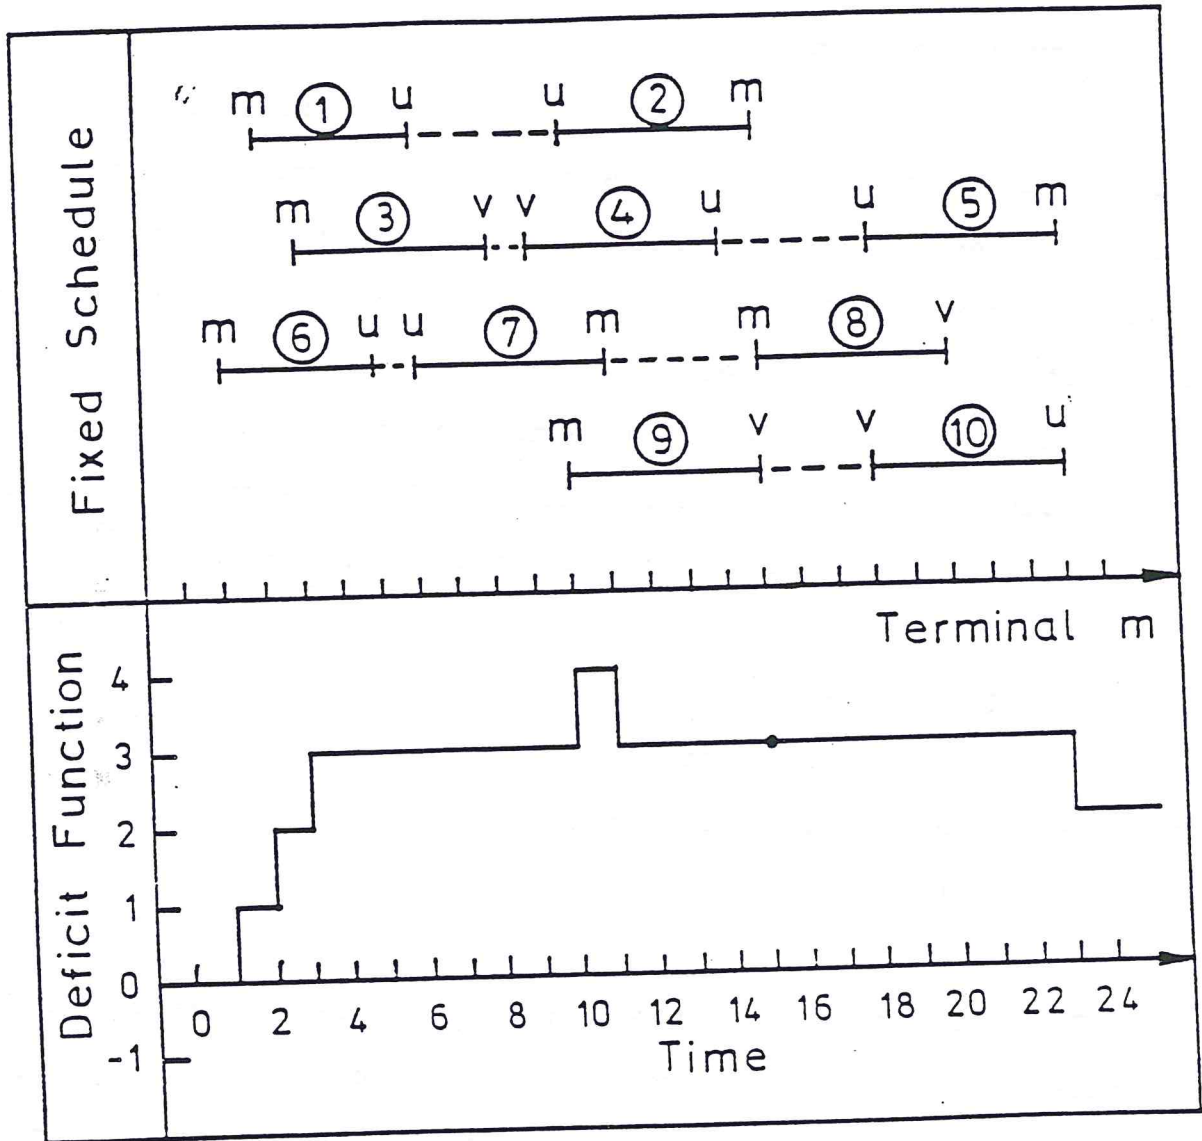 Fixed Schedule
m ① u u ② m
m ③ v v ④ u u ⑤ m
m ⑥ u u ⑦ m m ⑧ v
m ⑨ v v ⑩ u
Deficit Function
Terminal m
4
3
2
1
0
-1
0 2 4 6 8 10 12 14 16 18 20 22 24
Time